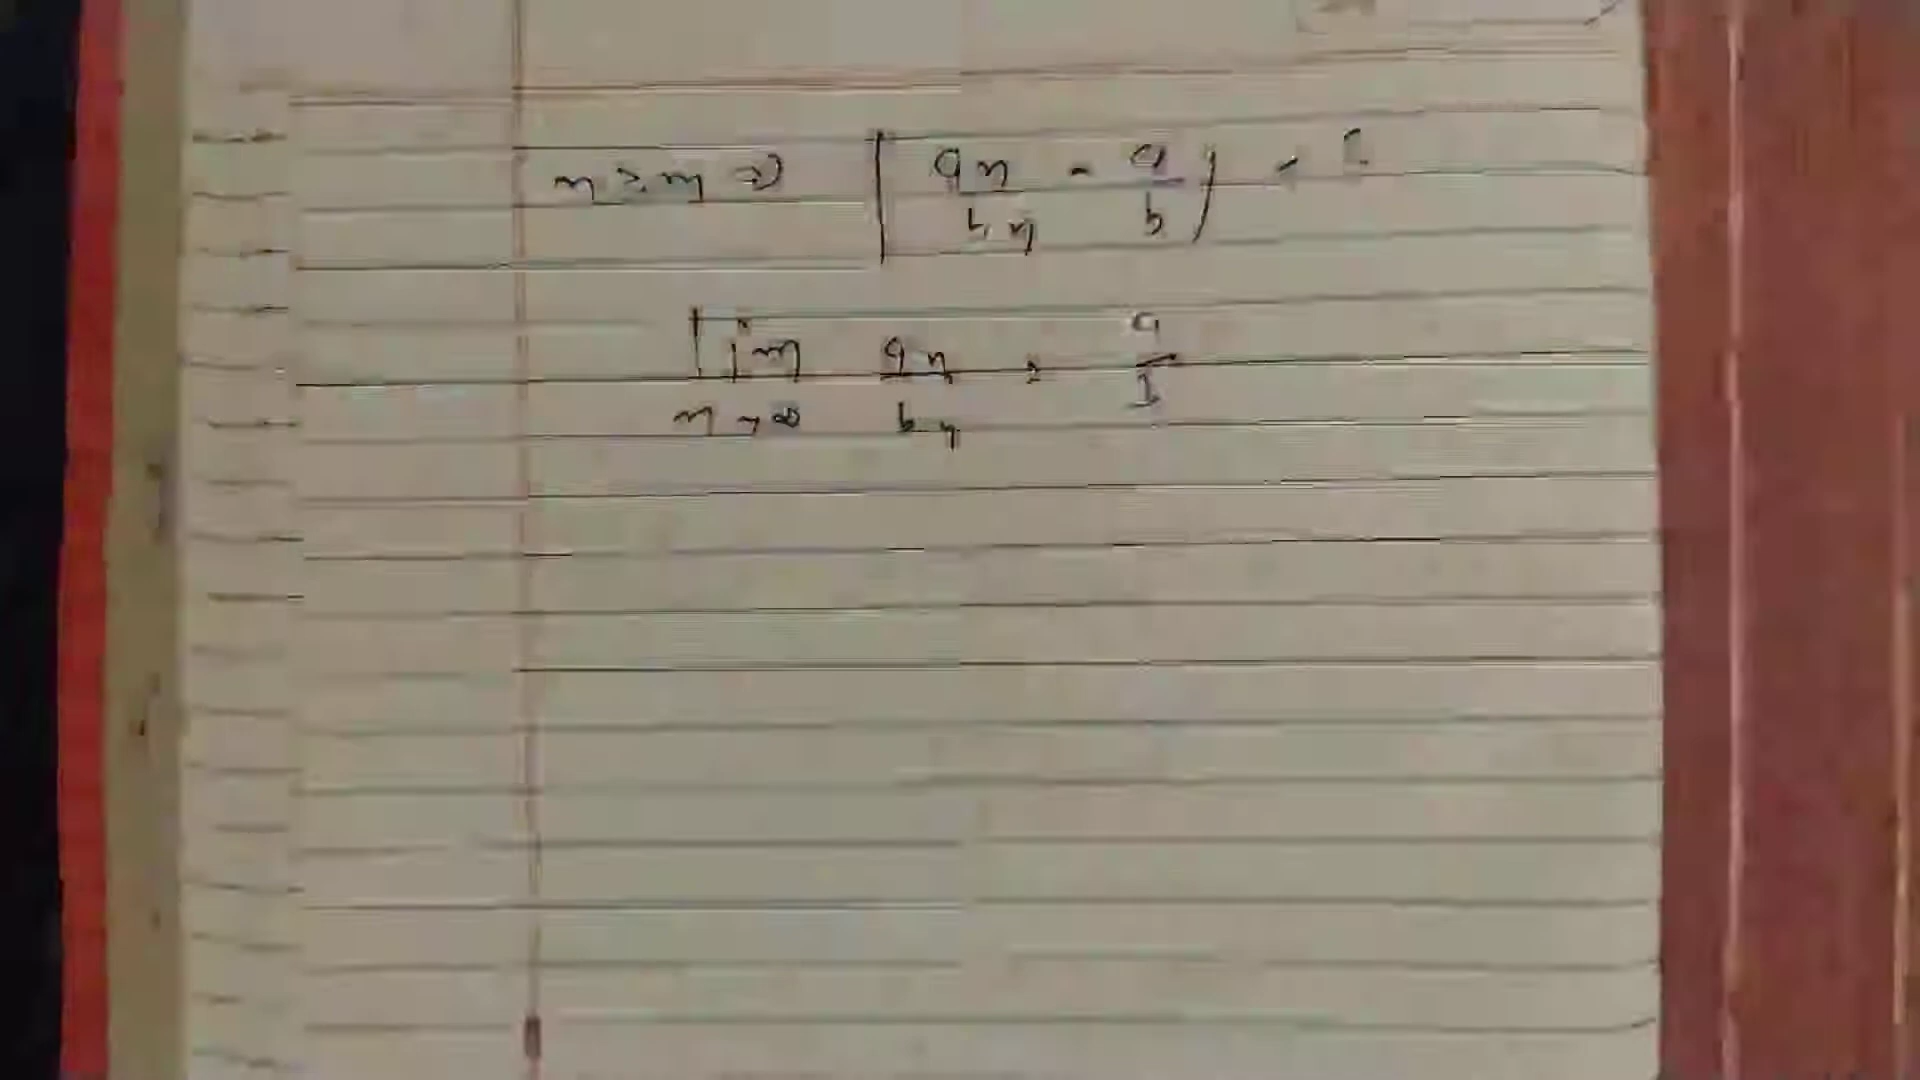 n ≥ m ⇒ | an/bn - a/b | < ε
lim n→∞ an/bn = a/b